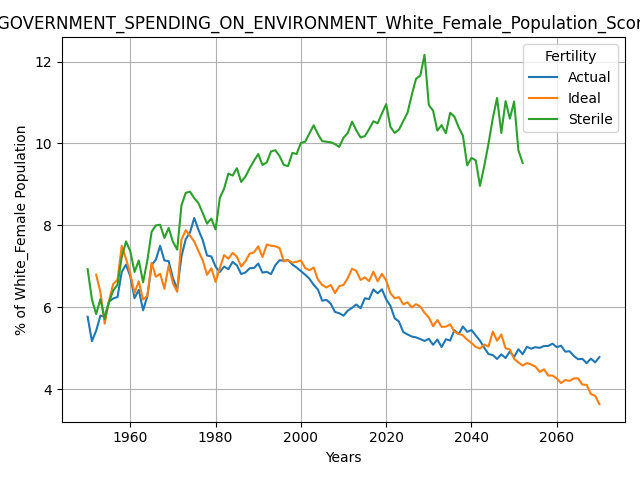 GOVERNMENT_SPENDING_ON_ENVIRONMENT_White_Female_Population_Scor
Fertility
Actual
Ideal
Sterile
% of White_Female Population
12
10
8
6
4
1960 1980 2000 2020 2040 2060
Years